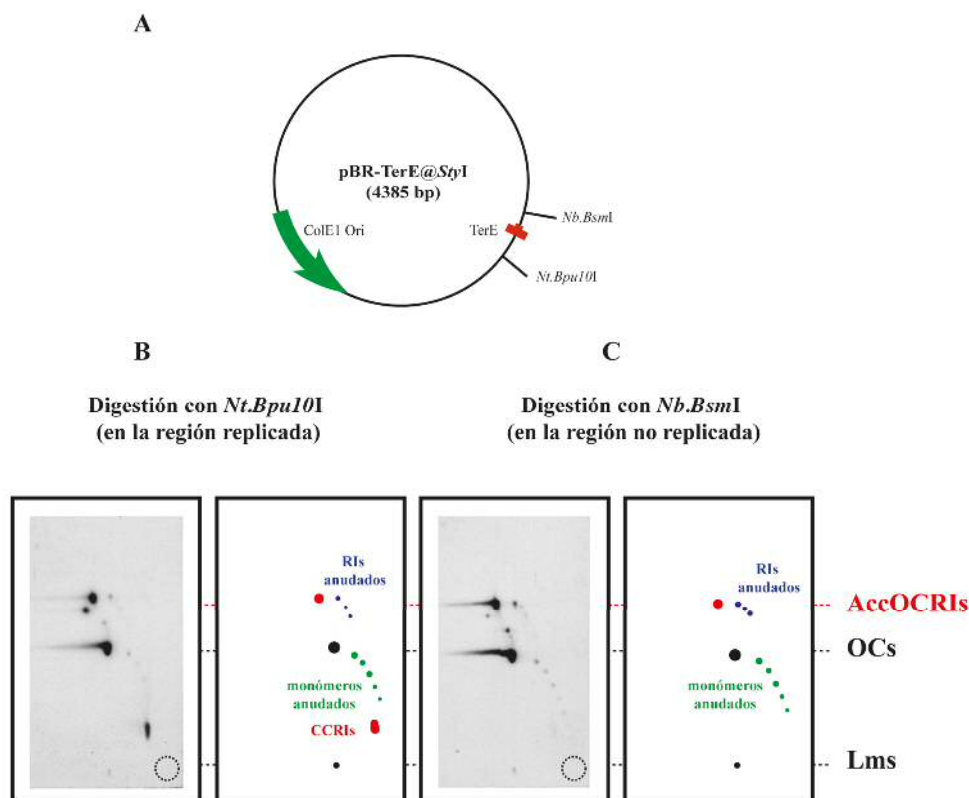 A
pBR-TerE@StyI
(4385 bp)
Nb.BsmI
ColE1 Ori
TerE
Nt.Bpu10I
B
Digestión con Nt.Bpu10I
(en la región replicada)
C
Digestión con Nb.BsmI
(en la región no replicada)
RIs
anudados
monómeros
anudados
CCRIs
RIs
anudados
monómeros
anudados
AccOCRIs
OCs
Lms